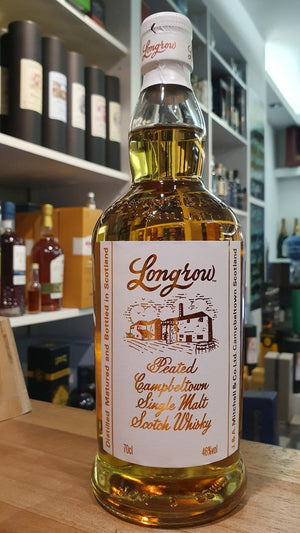 Longrow
Longrow
Peated
Campbeltown
Single Malt
Scotch Whisky
70cl
46%vol
Distilled Matured and Bottled in Scotland
J. & A. Mitchell & Co. Ltd. Campbeltown Scotland